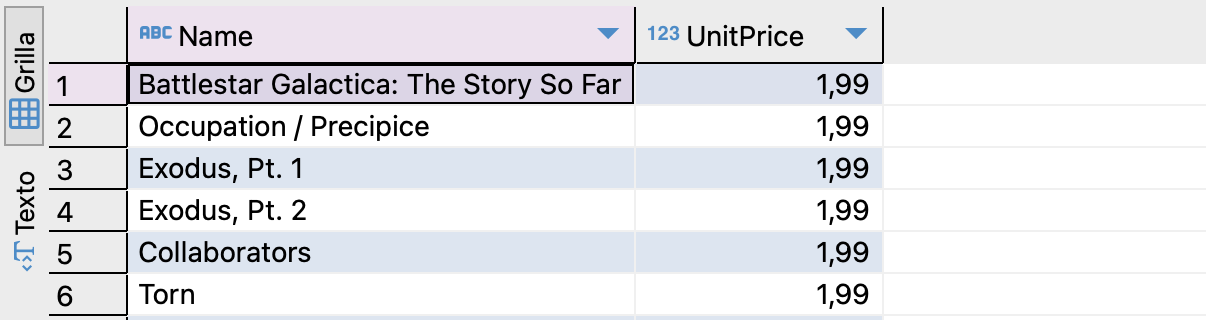 Grilla
Texto
ABC Name 123 UnitPrice
1 Battlestar Galactica: The Story So Far 1,99
2 Occupation / Precipice 1,99
3 Exodus, Pt. 1 1,99
4 Exodus, Pt. 2 1,99
5 Collaborators 1,99
6 Torn 1,99